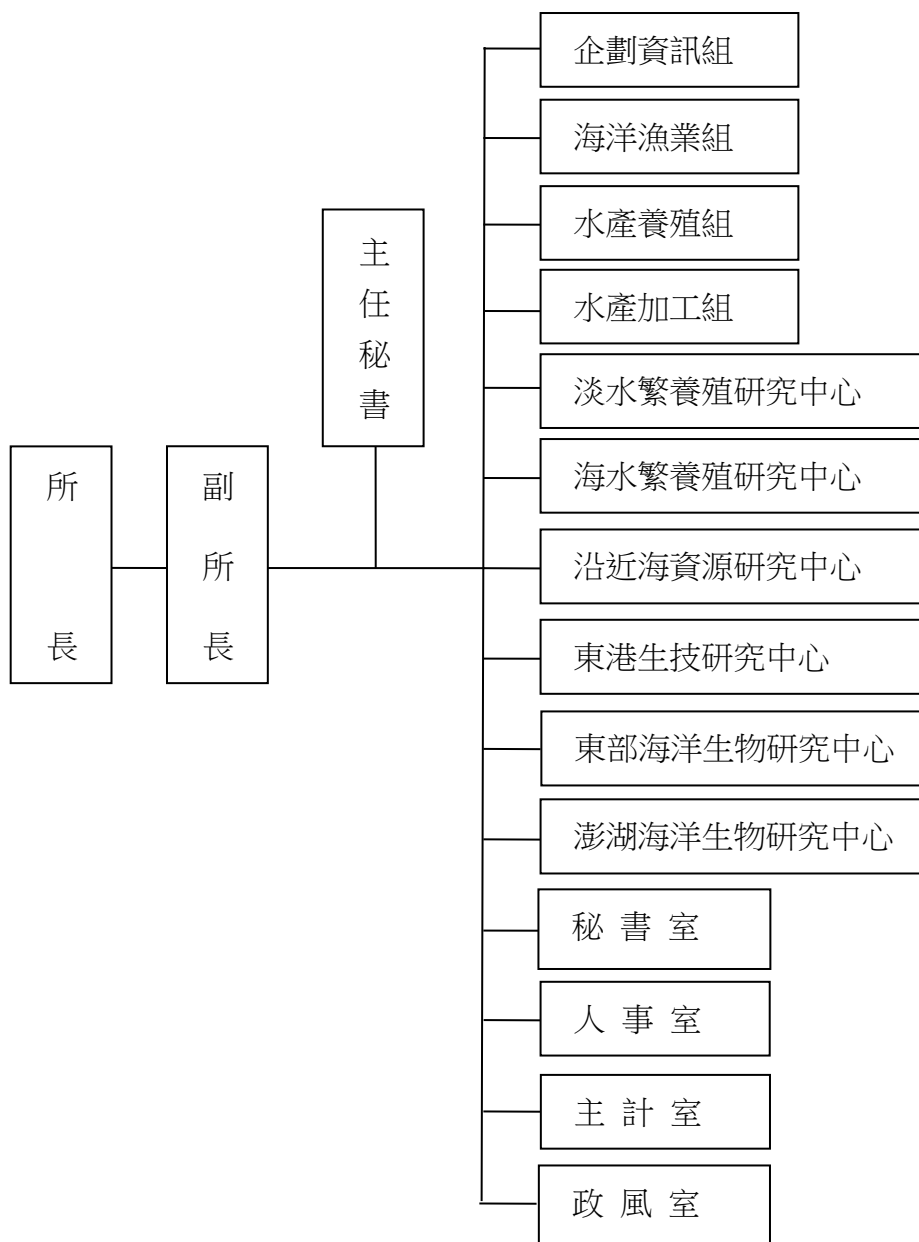 所長
副所長
主任秘書
企劃資訊組
海洋漁業組
水產養殖組
水產加工組
淡水繁養殖研究中心
海水繁養殖研究中心
沿近海資源研究中心
東港生技研究中心
東部海洋生物研究中心
澎湖海洋生物研究中心
秘書室
人事室
主計室
政風室